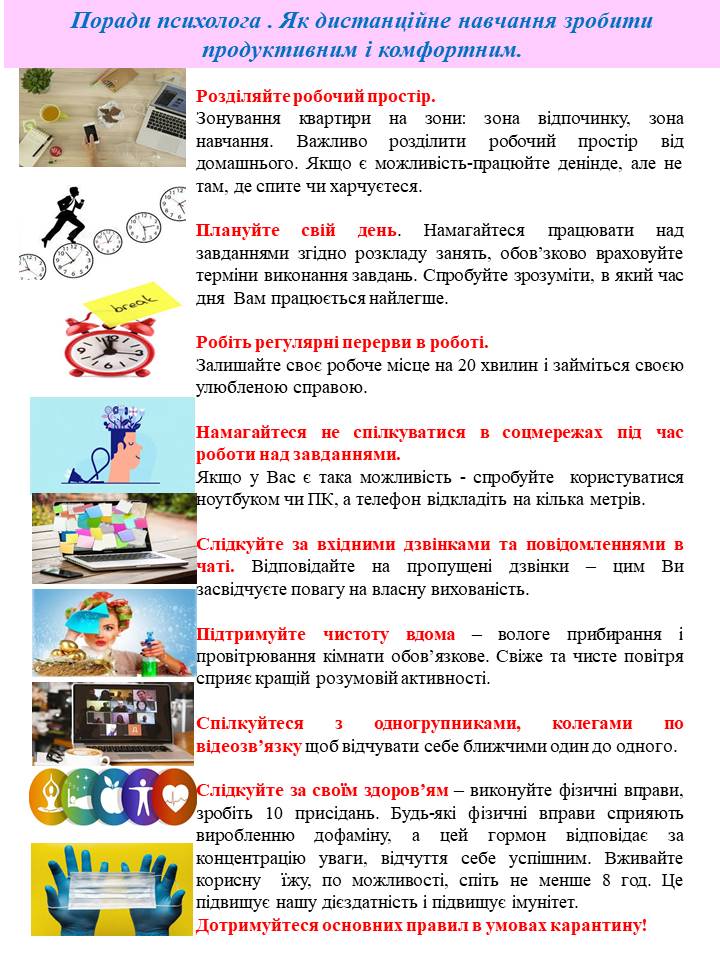 Поради психолога . Як дистанційне навчання зробити
продуктивним і комфортним.
Розділяйте робочий простір.
Зонування квартири на зони: зона відпочинку, зона
навчання. Важливо розділити робочий простір від
домашнього. Якщо є можливість-працюйте деінде, але не
там, де спите чи харчуєтеся.
Плануйте свій день. Намагайтеся працювати над
завданнями згідно розкладу занять, обов’язково враховуйте
терміни виконання завдань. Спробуйте зрозуміти, в який час
дня Вам працюється найлегше.
break
Робіть регулярні перерви в роботі.
Залишайте своє робоче місце на 20 хвилин і займіться своєю
улюбленою справою.
Намагайтеся не спілкуватися в соцмережах під час
роботи над завданнями.
Якщо у Вас є така можливість - спробуйте користуватися
ноутбуком чи ПК, а телефон відкладіть на кілька метрів.
Слідкуйте за вхідними дзвінками та повідомленнями в
чаті. Відповідайте на пропущені дзвінки – цим Ви
засвідчуєте повагу на власну вихованість.
Підтримуйте чистоту вдома – вологе прибирання і
провітрювання кімнати обов’язкове. Свіже та чисте повітря
сприяє кращій розумовій активності.
Спілкуйтеся з одногрупниками, колегами по
відеозв’язку щоб відчувати себе ближчими один до одного.
Слідкуйте за своїм здоров’ям – виконуйте фізичні вправи,
зробіть 10 присідань. Будь-які фізичні вправи сприяють
виробленню дофаміну, а цей гормон відповідає за
концентрацію уваги, відчуття себе успішним. Вживайте
корисну їжу, по можливості, спіть не менше 8 год. Це
підвищує нашу дієздатність і підвищує імунітет.
Дотримуйтеся основних правил в умовах карантину!